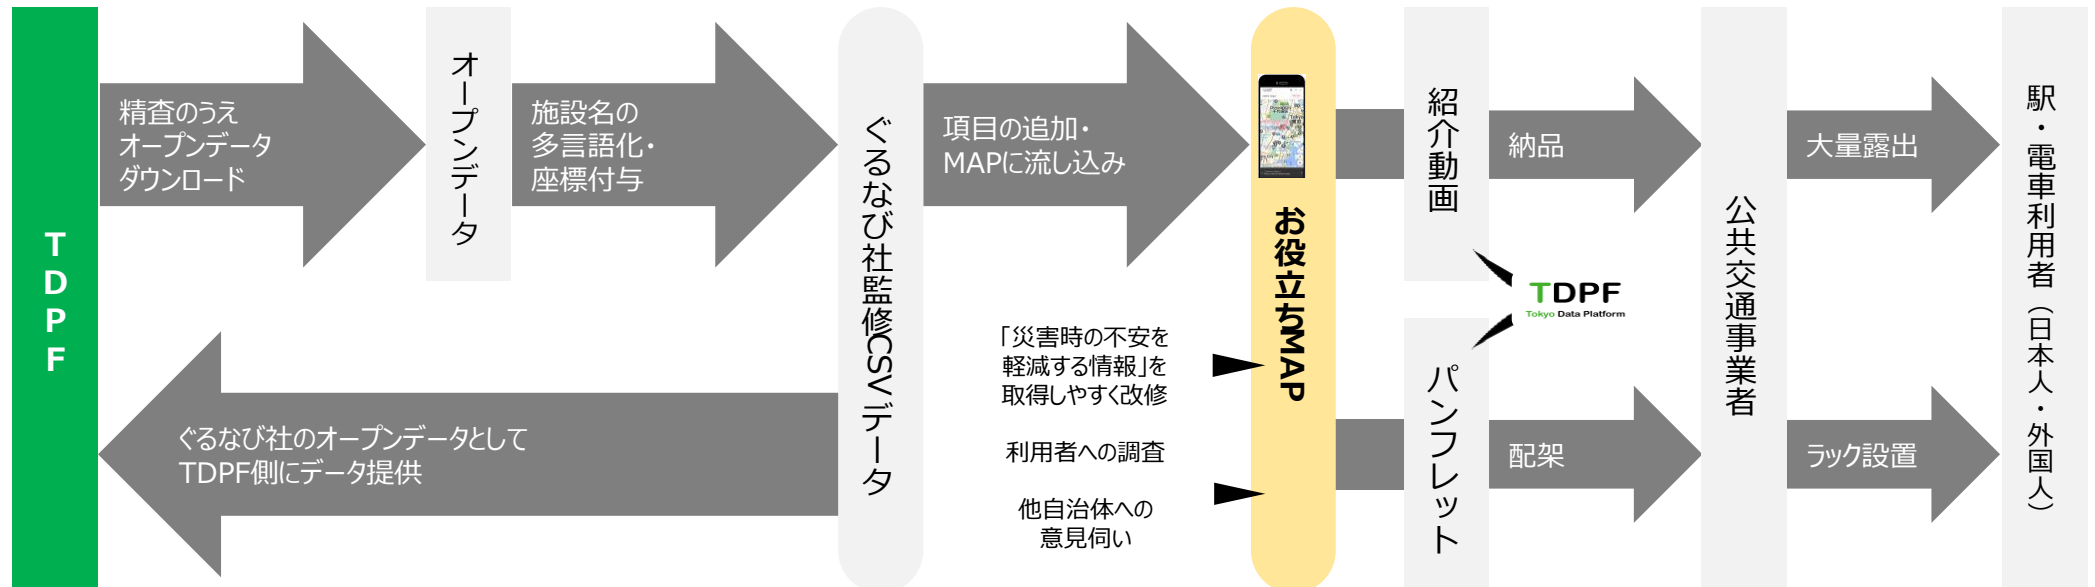 TDPF
精査のうえ
オープンデータ
ダウンロード
オープンデータ
施設名の
多言語化・
座標付与
ぐるなび社監修CSVデータ
項目の追加・
MAPに流し込み
お役立ちMAP
紹介動画
納品
公共交通事業者
大量露出
駅・電車利用者（日本人・外国人）
TDPF
Tokyo Data Platform
「災害時の不安を
軽減する情報」を
取得しやすく改修
利用者への調査
他自治体への
意見伺い
パンフレット
配架
ラック設置
ぐるなび社のオープンデータとして
TDPF側にデータ提供